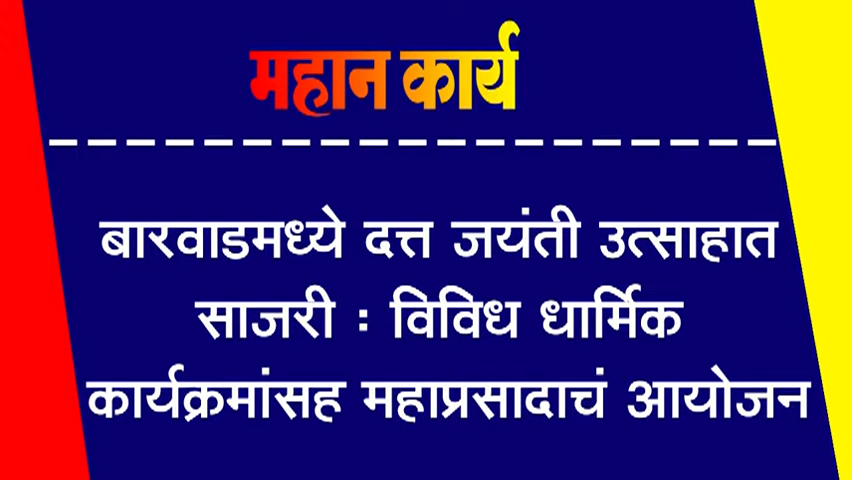 महान कार्य
बारवाडमध्ये दत्त जयंती उत्साहात
साजरी : विविध धार्मिक
कार्यक्रमांसह महाप्रसादाचं आयोजन